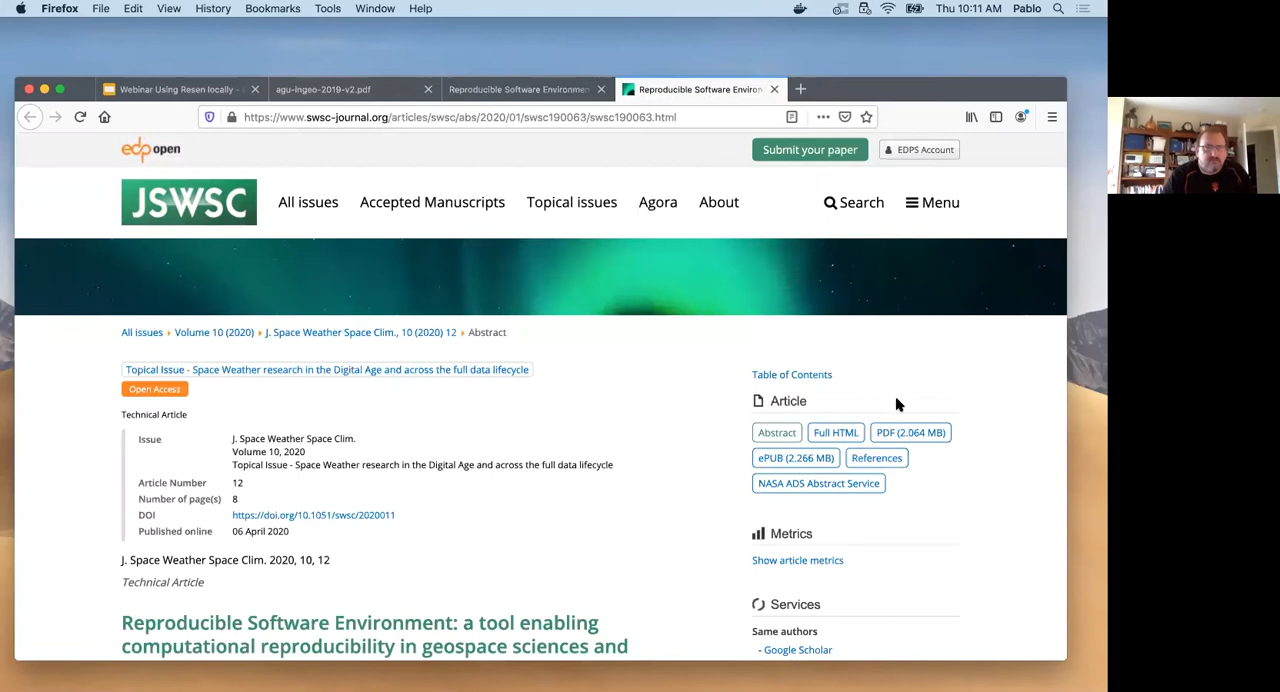 Firefox File Edit View History Bookmarks Tools Window Help Thu 10:11 AM Pablo
Webinar Using Resen locally - agu-ingeo-2019-v2.pdf Reproducible Software Environmen Reproducible Software Environ
https://www.swsc-journal.org/articles/swsc/abs/2020/01/swsc190063/swsc190063.html
edp open Submit your paper EDPS Account
JSWSC All issues Accepted Manuscripts Topical issues Agora About Search Menu
All issues Volume 10 (2020) J. Space Weather Space Clim., 10 (2020) 12 Abstract
Topical Issue - Space Weather research in the Digital Age and across the full data lifecycle
Open Access
Technical Article
Issue J. Space Weather Space Clim.
Volume 10, 2020
Topical Issue - Space Weather research in the Digital Age and across the full data lifecycle
Article Number 12
Number of page(s) 8
DOI https://doi.org/10.1051/swsc/2020011
Published online 06 April 2020
J. Space Weather Space Clim. 2020, 10, 12
Technical Article
Reproducible Software Environment: a tool enabling
computational reproducibility in geospace sciences and
Table of Contents
Article
Abstract Full HTML PDF (2.064 MB)
ePUB (2.266 MB) References
NASA ADS Abstract Service
Metrics
Show article metrics
Services
Same authors
- Google Scholar